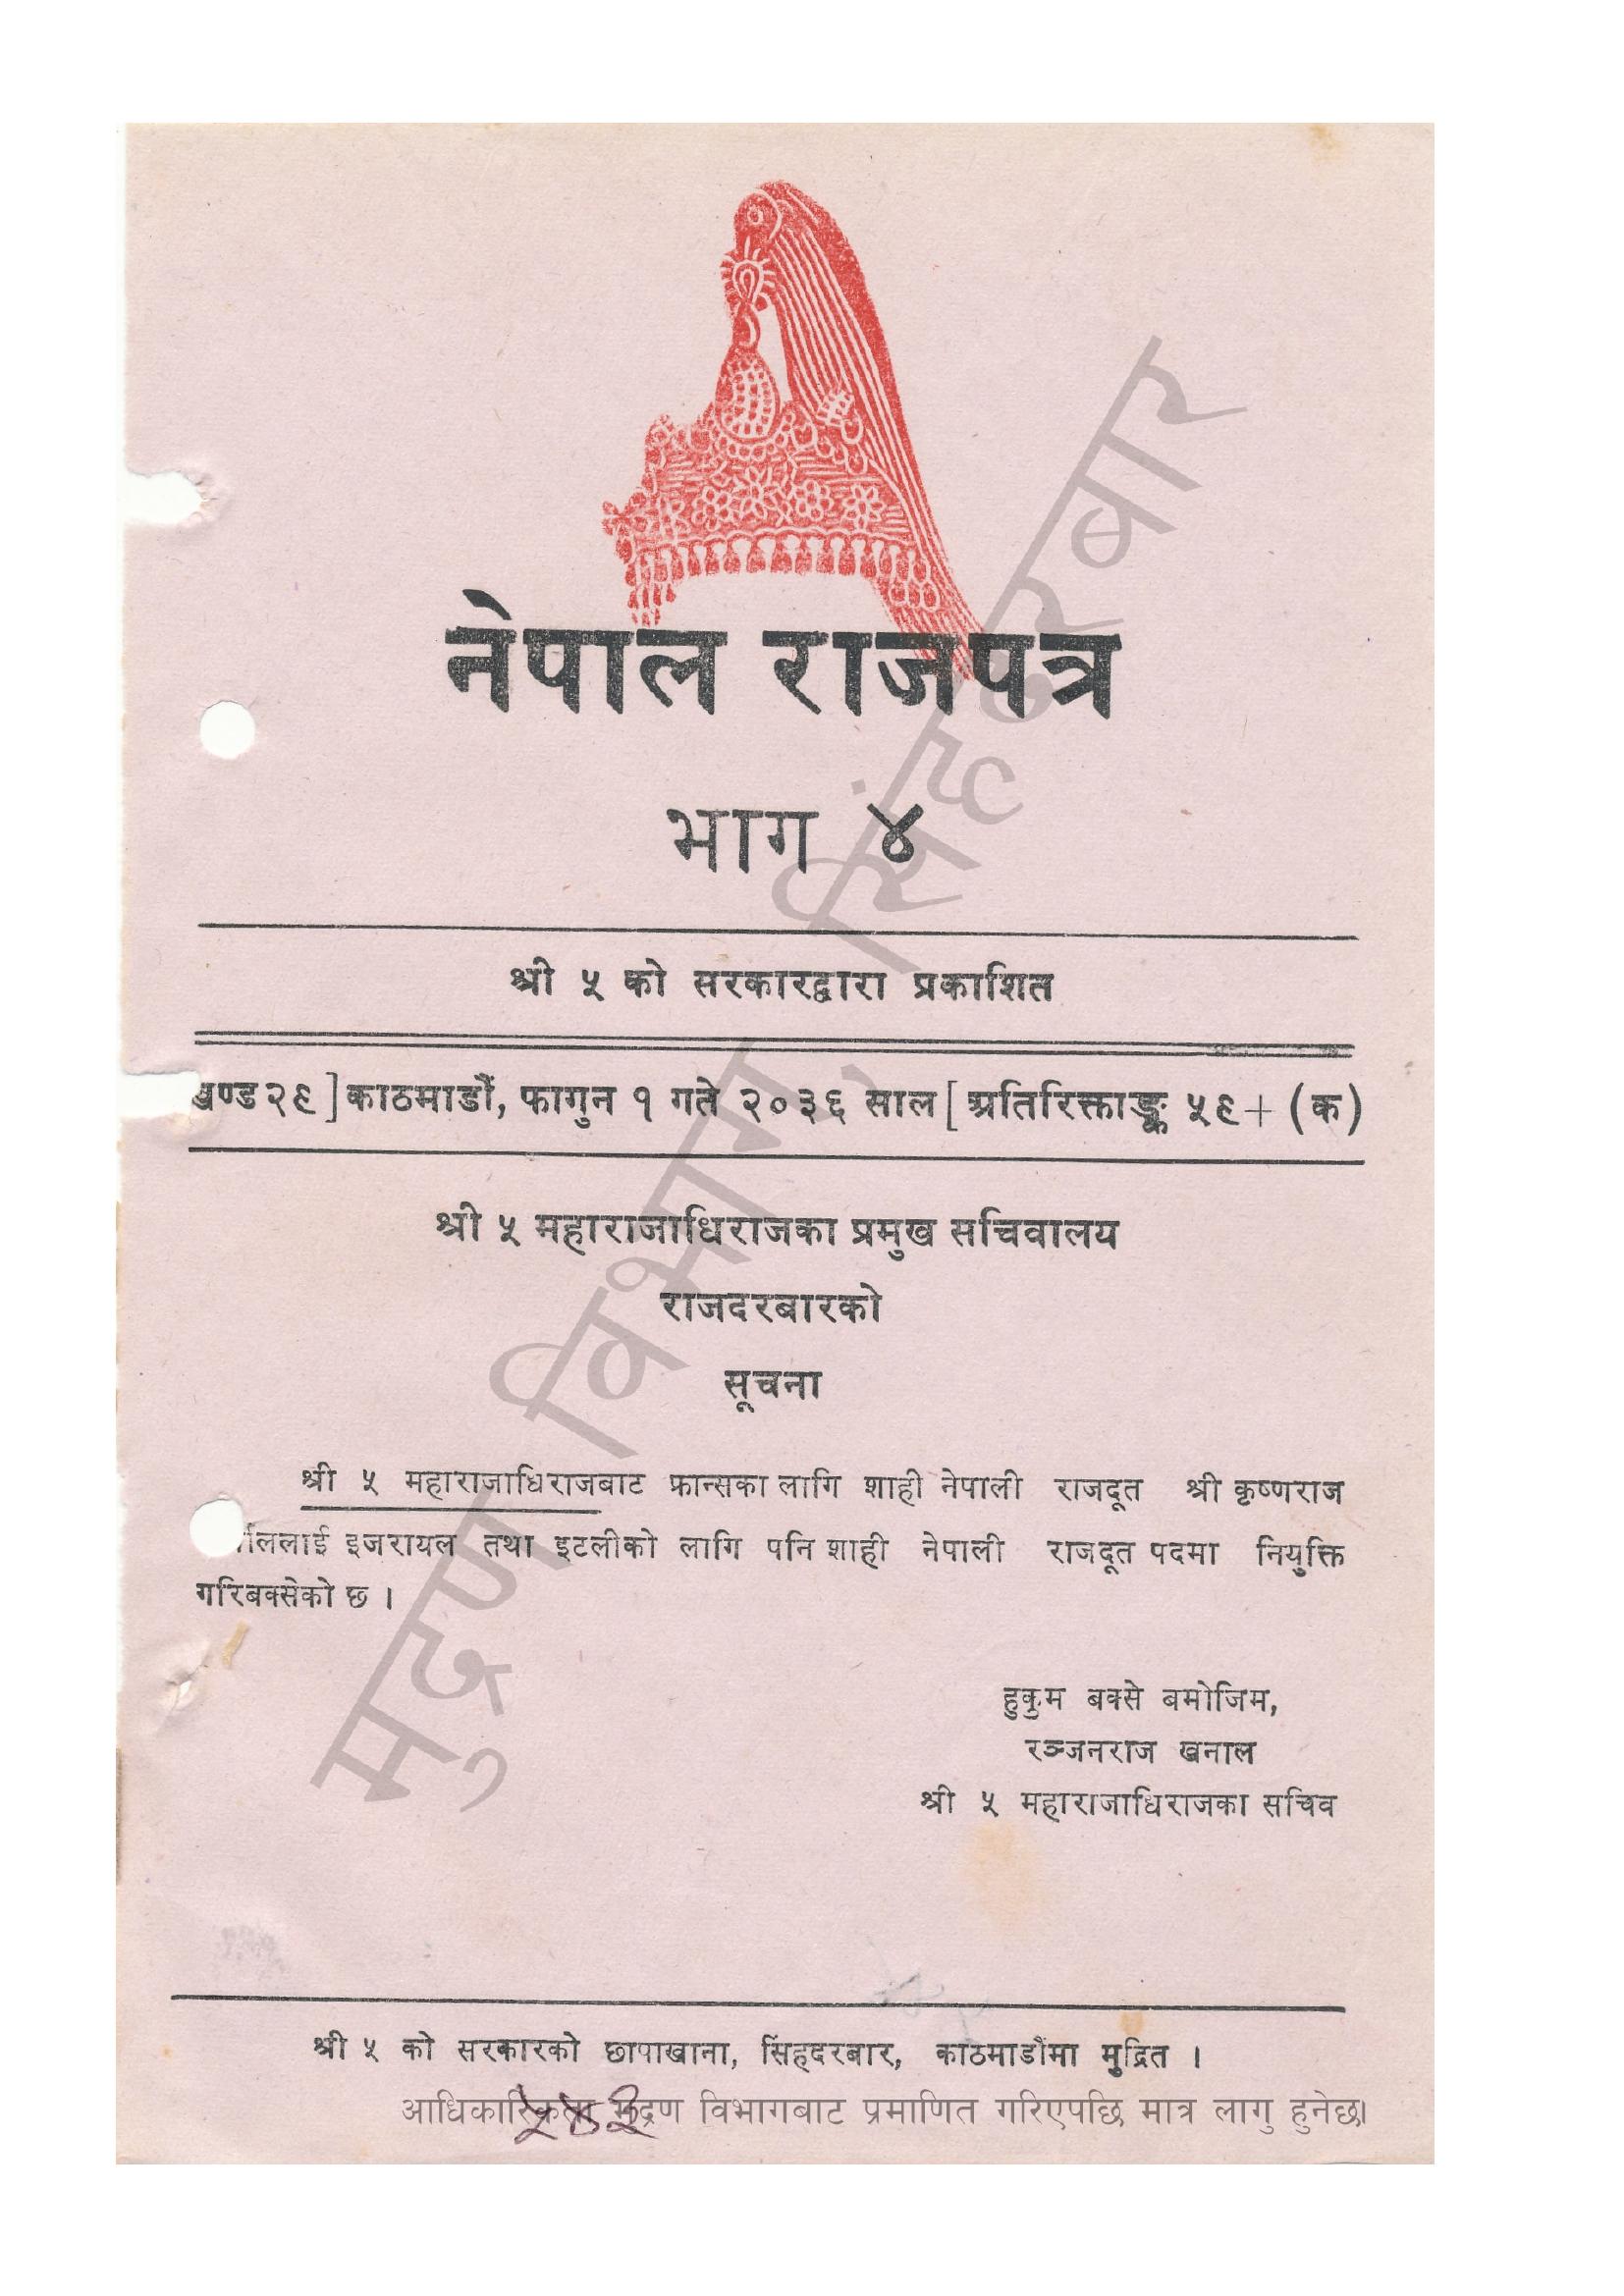 नेपाल राजपत्र
भाग ४
श्री ५ को सरकारद्वारा प्रकाशित
खण्ड २९ ] काठमाडौं, फागुन १ गते २०३६ साल [ अतिरिक्ताङ्क ५९ + (क)
श्री ५ महाराजाधिराजका प्रमुख सचिवालय
राजदरबारको
सूचना
श्री ५ महाराजाधिराजबाट फ्रान्सका लागि शाही नेपाली राजदूत श्री कृष्णराज
इजरायल तथा इटलीको लागि पनि शाही नेपाली राजदूत पदमा नियुक्ति
गरिबक्सेको छ ।
हुकुम बक्से बमोजिम,
रञ्जनराज खनाल
श्री ५ महाराजाधिराजका सचिव
श्री ५ को सरकारको छापाखाना, सिंहदरबार, काठमाडौंमा मुद्रित ।
आधिकारिकता मुद्रण विभागबाट प्रमाणित गरिएपछि मात्र लागु हुनेछ।
मुद्रण विभाग, सिंहदरबार